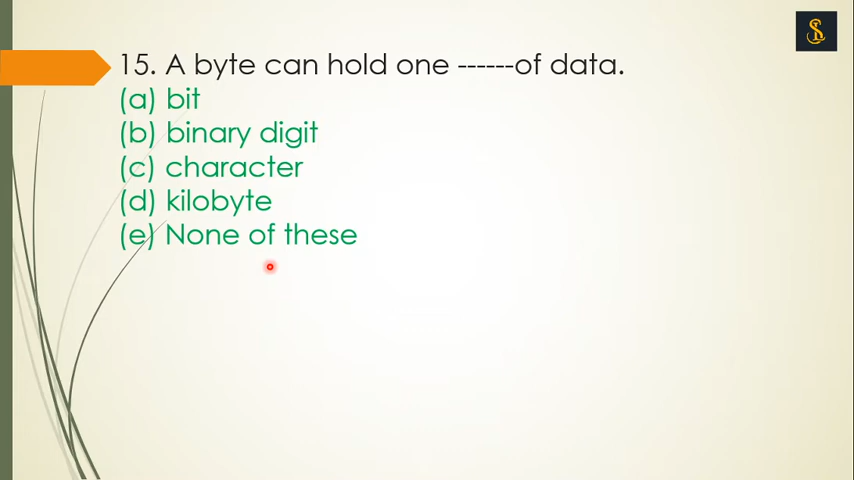 15. A byte can hold one ------of data.
(a) bit
(b) binary digit
(c) character
(d) kilobyte
(e) None of these